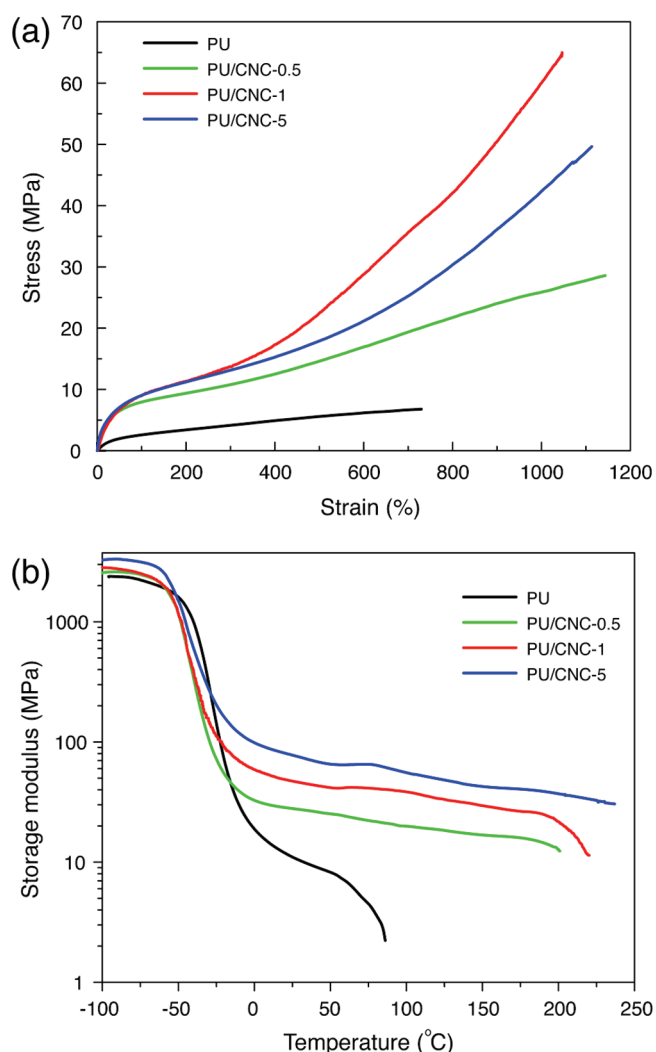 (a)
PU
PU/CNC-0.5
PU/CNC-1
PU/CNC-5
Stress (MPa)
70
60
50
40
30
20
10
0
0 200 400 600 800 1000 1200
Strain (%)
(b)
PU
PU/CNC-0.5
PU/CNC-1
PU/CNC-5
Storage modulus (MPa)
1000
100
10
1
-100 -50 0 50 100 150 200 250
Temperature (°C)